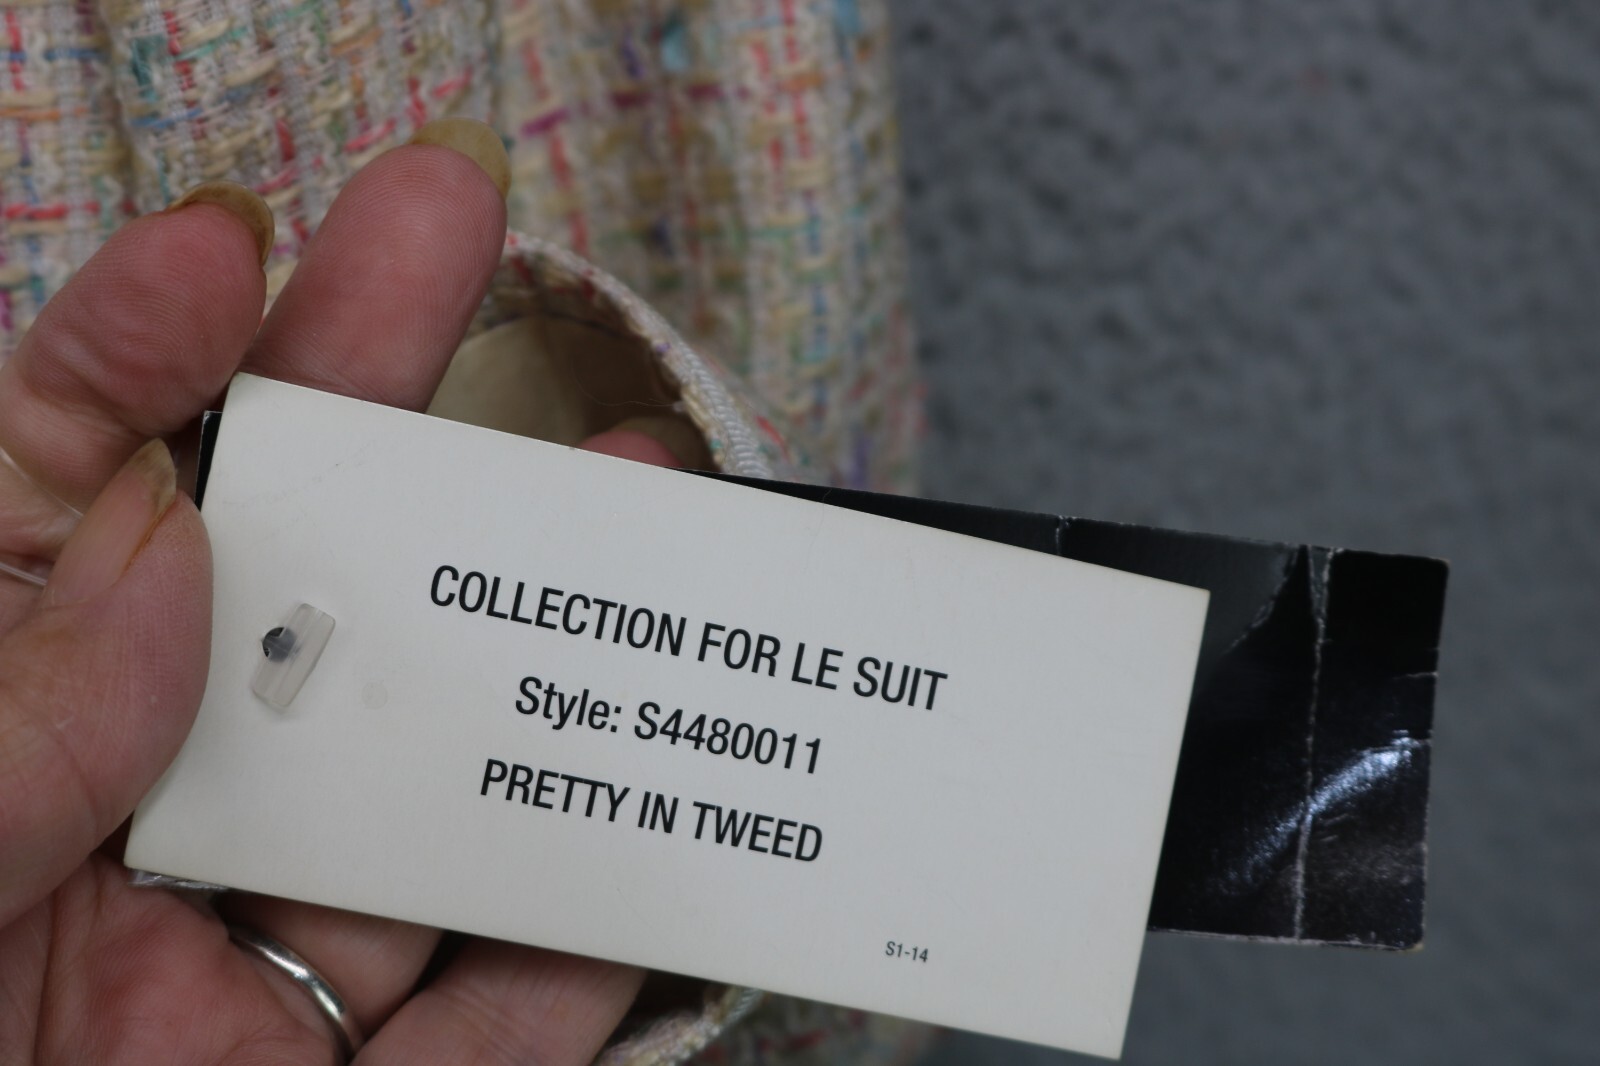 COLLECTION FOR LE SUIT
Style: S4480011
PRETTY IN TWEED
S1-14